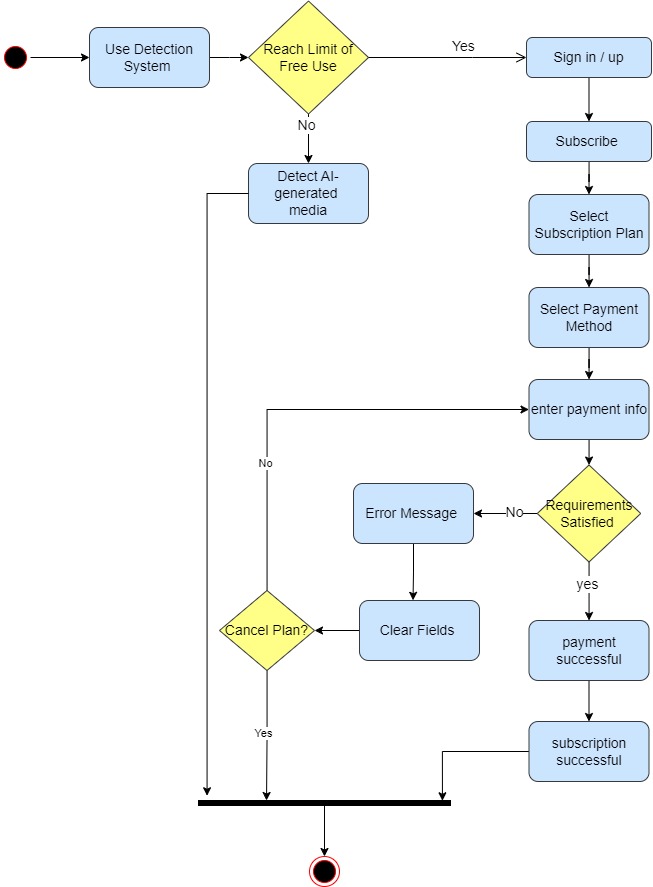 Use Detection
System
Reach Limit of
Free Use
Yes
Sign in / up
No
Subscribe
Detect AI-
generated
media
Select
Subscription Plan
Select Payment
Method
enter payment info
No
Error Message
No
Requirements
Satisfied
yes
Cancel Plan?
Clear Fields
payment
successful
Yes
subscription
successful